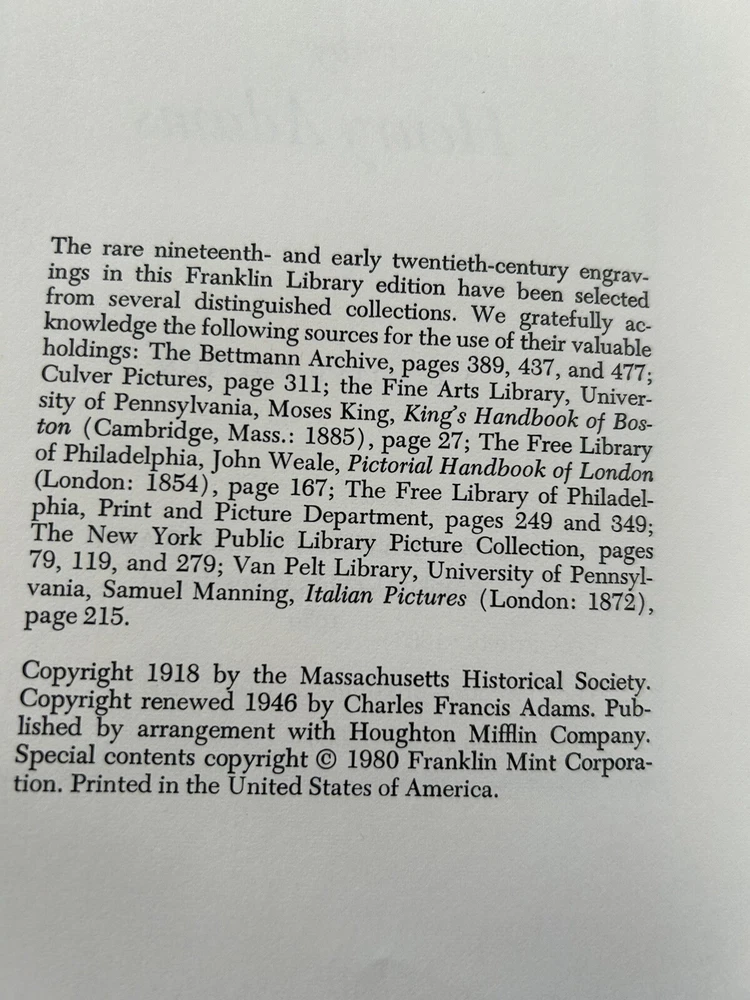 Henry Adams
The rare nineteenth- and early twentieth-century engrav-
ings in this Franklin Library edition have been selected
from several distinguished collections. We gratefully ac-
knowledge the following sources for the use of their valuable
holdings: The Bettmann Archive, pages 389, 437, and 477;
Culver Pictures, page 311; the Fine Arts Library, Univer-
sity of Pennsylvania, Moses King, King's Handbook of Bos-
ton (Cambridge, Mass.: 1885), page 27; The Free Library
of Philadelphia, John Weale, Pictorial Handbook of London
(London: 1854), page 167; The Free Library of Philadel-
phia, Print and Picture Department, pages 249 and 349;
The New York Public Library Picture Collection, pages
79, 119, and 279; Van Pelt Library, University of Pennsyl-
vania, Samuel Manning, Italian Pictures (London: 1872),
page 215.
Copyright 1918 by the Massachusetts Historical Society.
Copyright renewed 1946 by Charles Francis Adams. Pub-
lished by arrangement with Houghton Mifflin Company.
Special contents copyright © 1980 Franklin Mint Corpora-
tion. Printed in the United States of America.